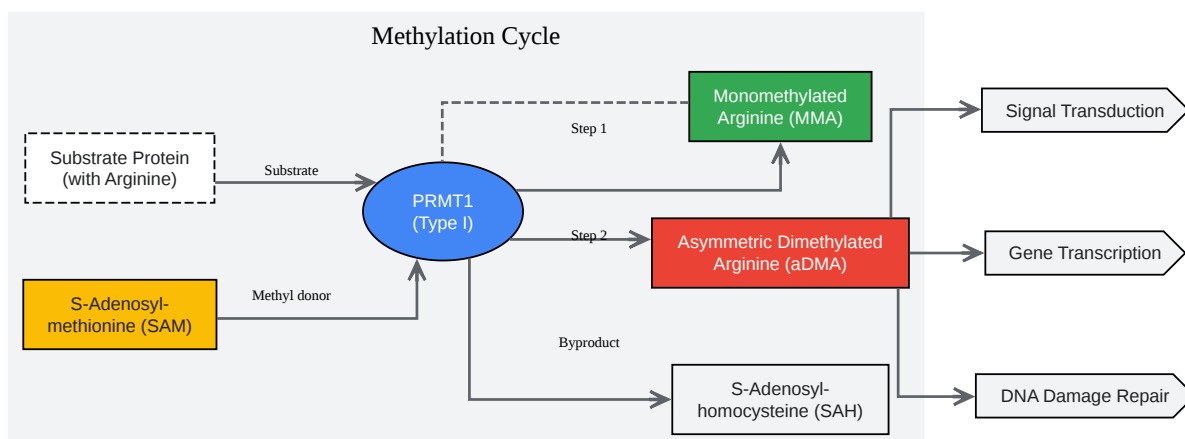 Methylation Cycle
Monomethylated
Arginine (MMA)
Signal Transduction
Step 1
Substrate Protein
(with Arginine)
Substrate
PRMT1
(Type I)
Step 2
Asymmetric Dimethylated
Arginine (aDMA)
Gene Transcription
S-Adenosyl-
methionine (SAM)
Methyl donor
Byproduct
S-Adenosyl-
homocysteine (SAH)
DNA Damage Repair